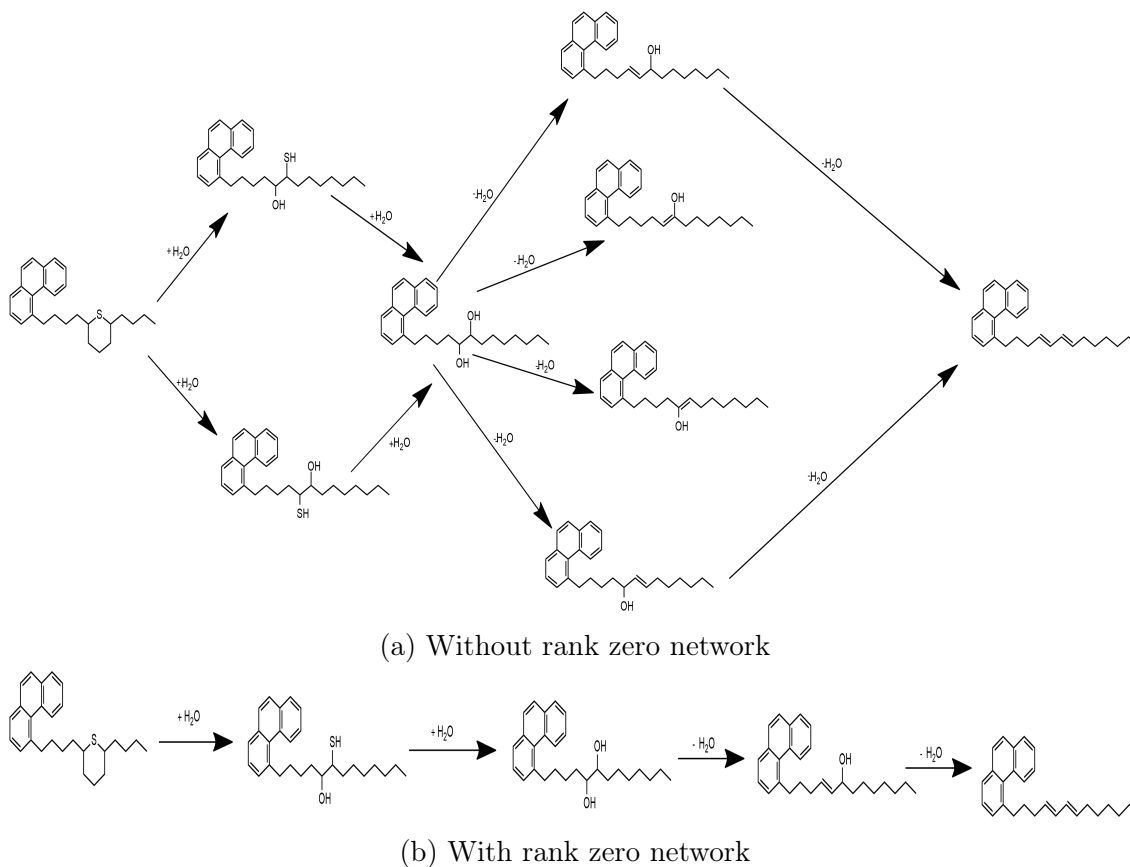 OH
-H₂O
-H₂O
SH
OH
+H₂O
OH
+H₂O
-H₂O
S
OH
OH
-H₂O
+H₂O
OH
OH
SH
+H₂O
-H₂O
-H₂O
OH
(a) Without rank zero network
S
+H₂O
SH
OH
+H₂O
OH
OH
- H₂O
OH
- H₂O
(b) With rank zero network